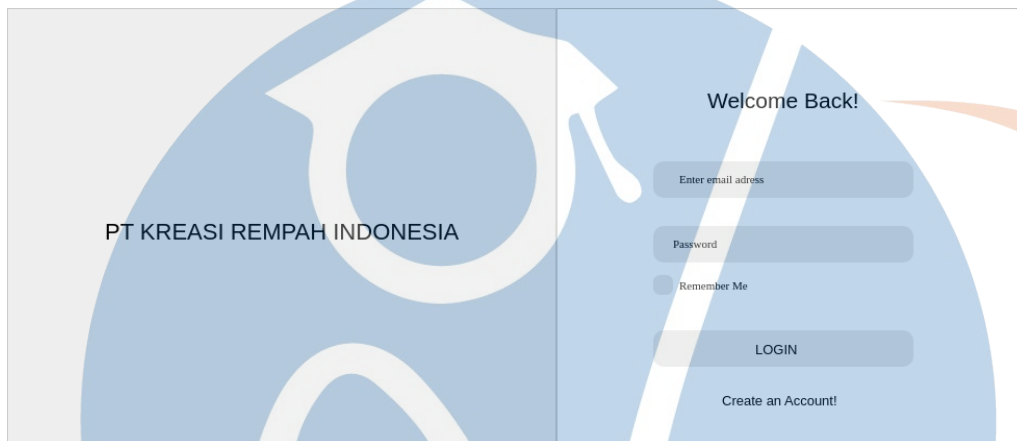 PT KREASI REMPAH INDONESIA
Welcome Back!
Enter email adress
Password
Remember Me
LOGIN
Create an Account!